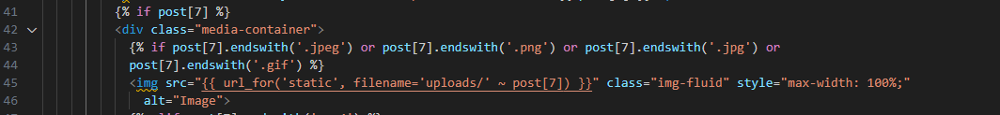 41 {% if post[7] %}
42 <div class="media-container">
43 {% if post[7].endswith('.jpeg') or post[7].endswith('.png') or post[7].endswith('.jpg') or
44 post[7].endswith('.gif') %}
45 <img src="{{ url_for('static', filename='uploads/' ~ post[7]) }}" class="img-fluid" style="max-width: 100%;"
46 alt="Image">